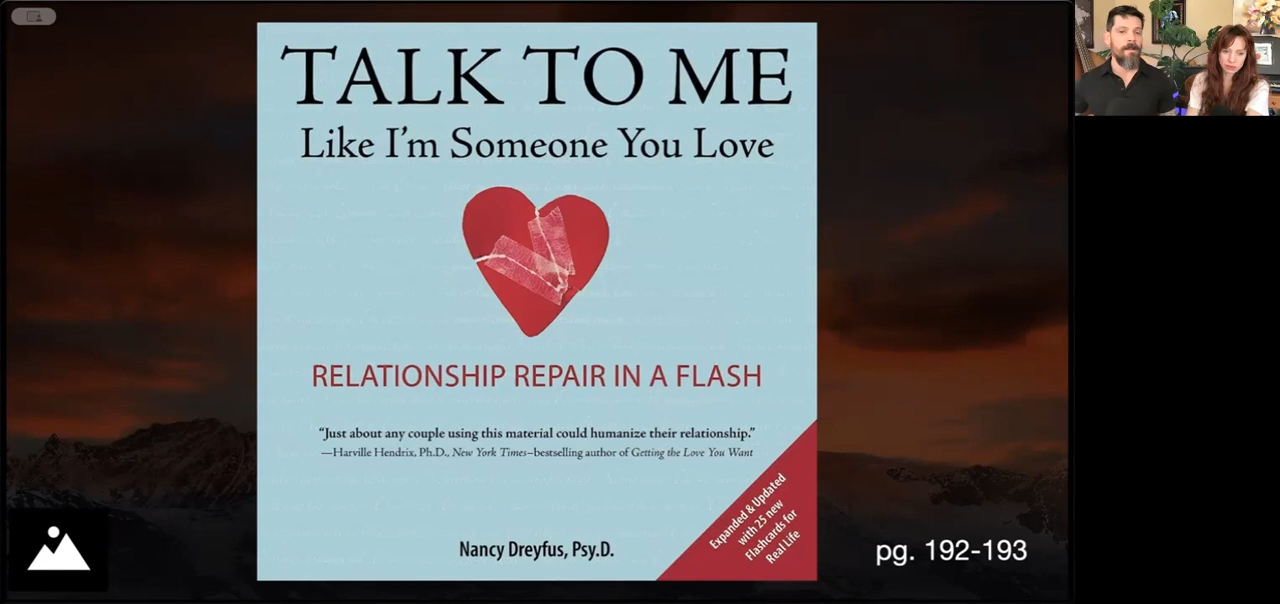 TALK TO ME
Like I'm Someone You Love
RELATIONSHIP REPAIR IN A FLASH
“Just about any couple using this material could humanize their relationship.”
—Harville Hendrix, Ph.D., New York Times–bestselling author of Getting the Love You Want
Expanded & Updated
with 25 new
Flashcards for
Real Life
Nancy Dreyfus, Psy.D.
pg. 192-193